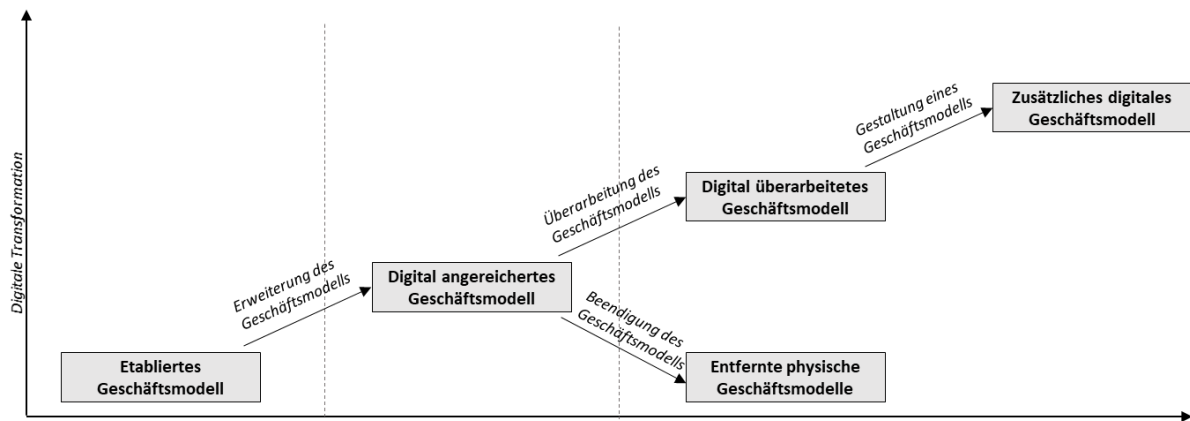 Digitale Transformation
Etabliertes
Geschäftsmodell
Erweiterung des
Geschäftsmodells
Digital angereichertes
Geschäftsmodell
Überarbeitung des
Geschäftsmodells
Digital überarbeitetes
Geschäftsmodell
Beendigung des
Geschäftsmodells
Entfernte physische
Geschäftsmodelle
Gestaltung eines
Geschäftsmodells
Zusätzliches digitales
Geschäftsmodell